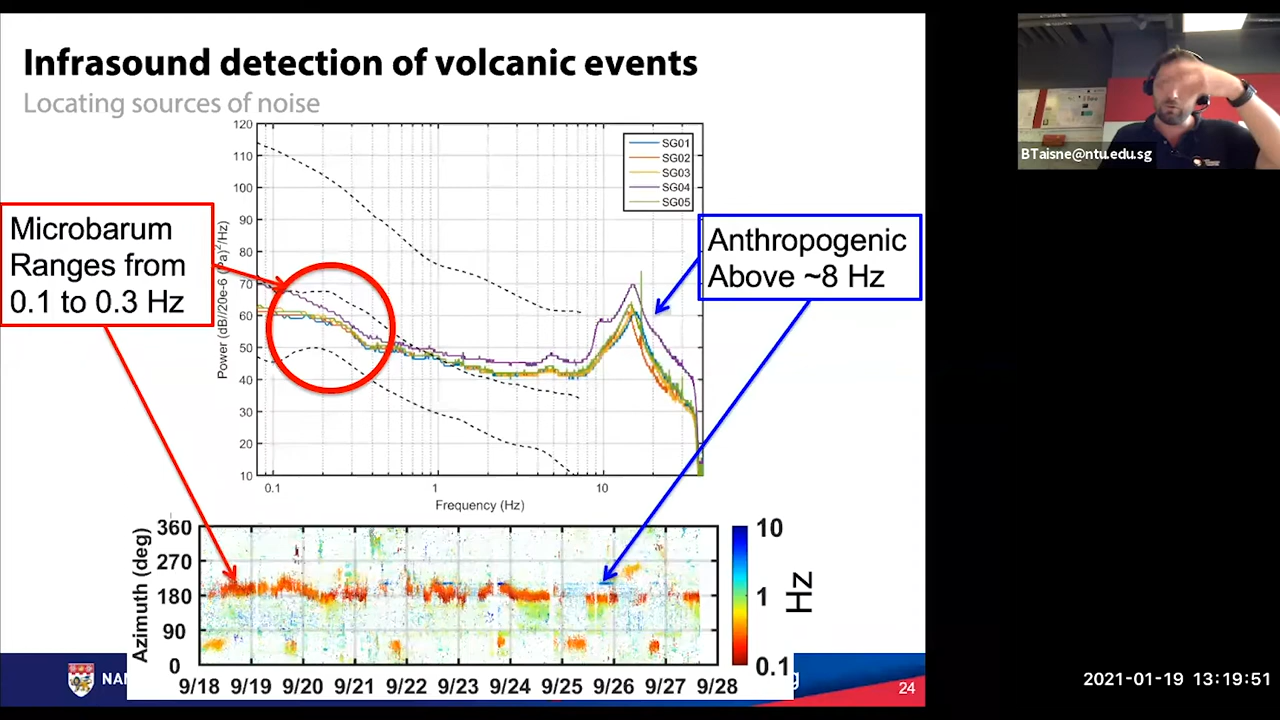 Infrasound detection of volcanic events
Locating sources of noise
BTaisne@ntu.edu.sg
Microbarum
Ranges from
0.1 to 0.3 Hz
Anthropogenic
Above ~8 Hz
120
110
100
90
80
70
60
50
40
30
20
10
Power (dB//20e-6 (Pa)²/Hz)
SG01
SG02
SG03
SG04
SG05
0.1
1
10
Frequency (Hz)
Azimuth (deg)
360
270
180
90
0
9/18 9/19 9/20 9/21 9/22 9/23 9/24 9/25 9/26 9/27 9/28
10
1
0.1
Hz
NAN
g
24
2021-01-19 13:19:51